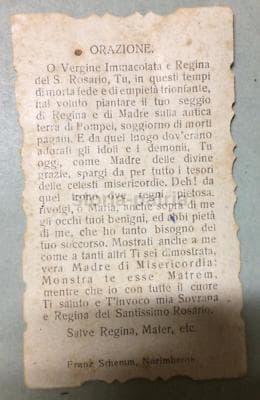 ORAZIONE.
O Vergine Immacolata e Regina
del S. Rosario, Tu, in questi tempi
di morta fede e di empietà trionfante,
hai voluto piantare il tuo seggio
di Regina e di Madre sulla antica
terra di Pompei, soggiorno di morti
pagani. E da quel luogo dov'erano
adorati gli idoli e i demonii, Tu
oggi, come Madre delle divine
grazie, spargi da per tutto i tesori
delle celesti misericordie. Deh! da
quel trono ove regni pietosa,
rivolgi, o Maria, anche sopra di me
gli occhi tuoi benigni, ed abbi pietà
di me, che ho tanto bisogno del
tuo soccorso. Mostrati anche a me
come a tanti altri Ti sei dimostrata,
vera Madre di Misericordia:
Monstra te esse Matrem,
mentre che io con tutto il cuore
Ti saluto e T'invoco mia Sovrana
e Regina del Santissimo Rosario.
Salve Regina, Mater, etc.
Franz Schemm, Norimberga